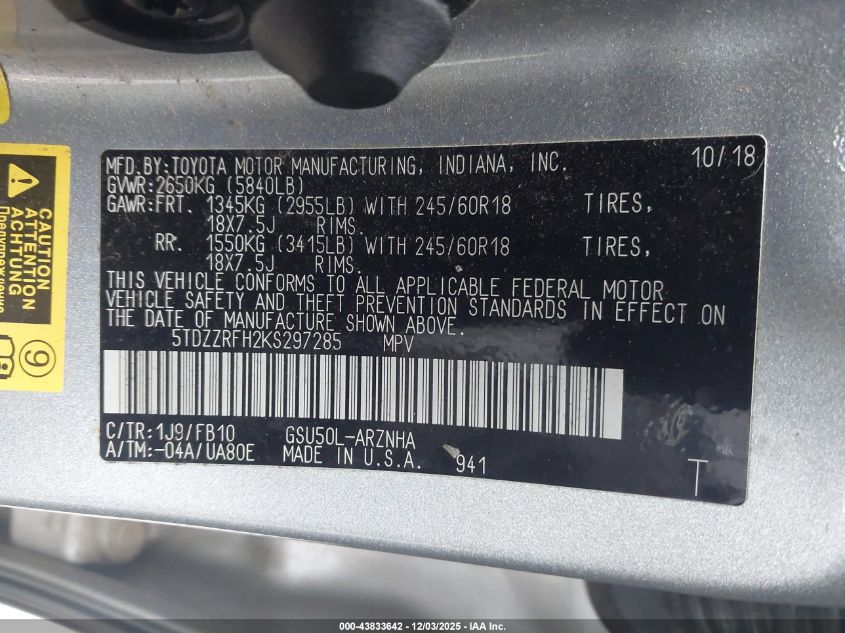 MFD.BY:TOYOTA MOTOR MANUFACTURING, INDIANA, INC. 10/18
GVWR:2650KG (5840LB)
GAWR:FRT. 1345KG (2955LB) WITH 245/60R18 TIRES,
18X7.5J RIMS.
RR. 1550KG (3415LB) WITH 245/60R18 TIRES,
18X7.5J RIMS.
THIS VEHICLE CONFORMS TO ALL APPLICABLE FEDERAL MOTOR
VEHICLE SAFETY AND THEFT PREVENTION STANDARDS IN EFFECT ON
THE DATE OF MANUFACTURE SHOWN ABOVE.
5TDZZRFH2KS297285 MPV
C/TR:1J9/FB10 GSU50L-ARZNHA
A/TM:-04A/UA80E MADE IN U.S.A. 941
T
CAUTION
ATTENTION
ACHTUNG
Предупреждение
9
000-43833642 - 12/03/2025 - IAA Inc.